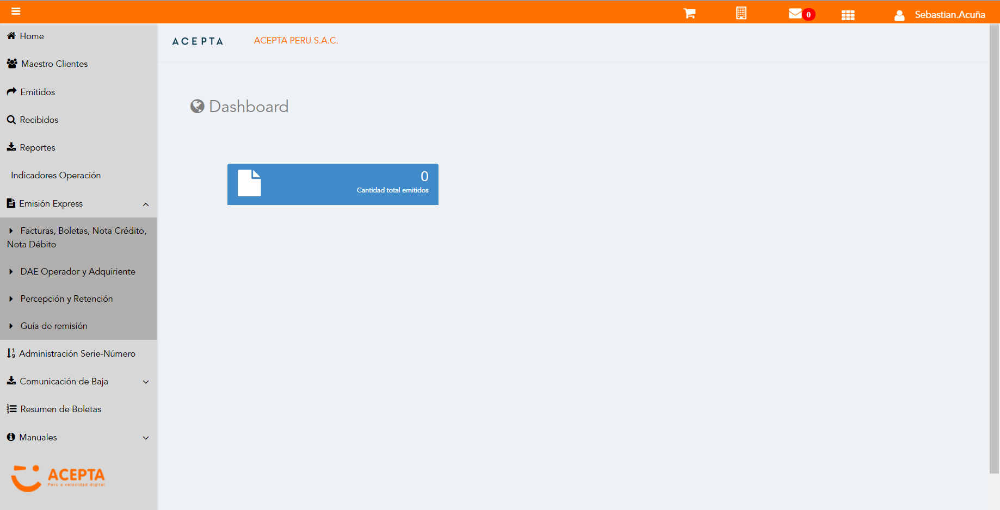 0
Sebastian.Acuña
Home
Maestro Clientes
Emitidos
Recibidos
Reportes
Indicadores Operación
Emisión Express
Facturas, Boletas, Nota Crédito,
Nota Débito
DAE Operador y Adquiriente
Percepción y Retención
Guía de remisión
Administración Serie-Número
Comunicación de Baja
Resumen de Boletas
Manuales
ACEPTA
Perú a velocidad digital
ACEPTA
ACEPTA PERU S.A.C.
Dashboard
0
Cantidad total emitidos